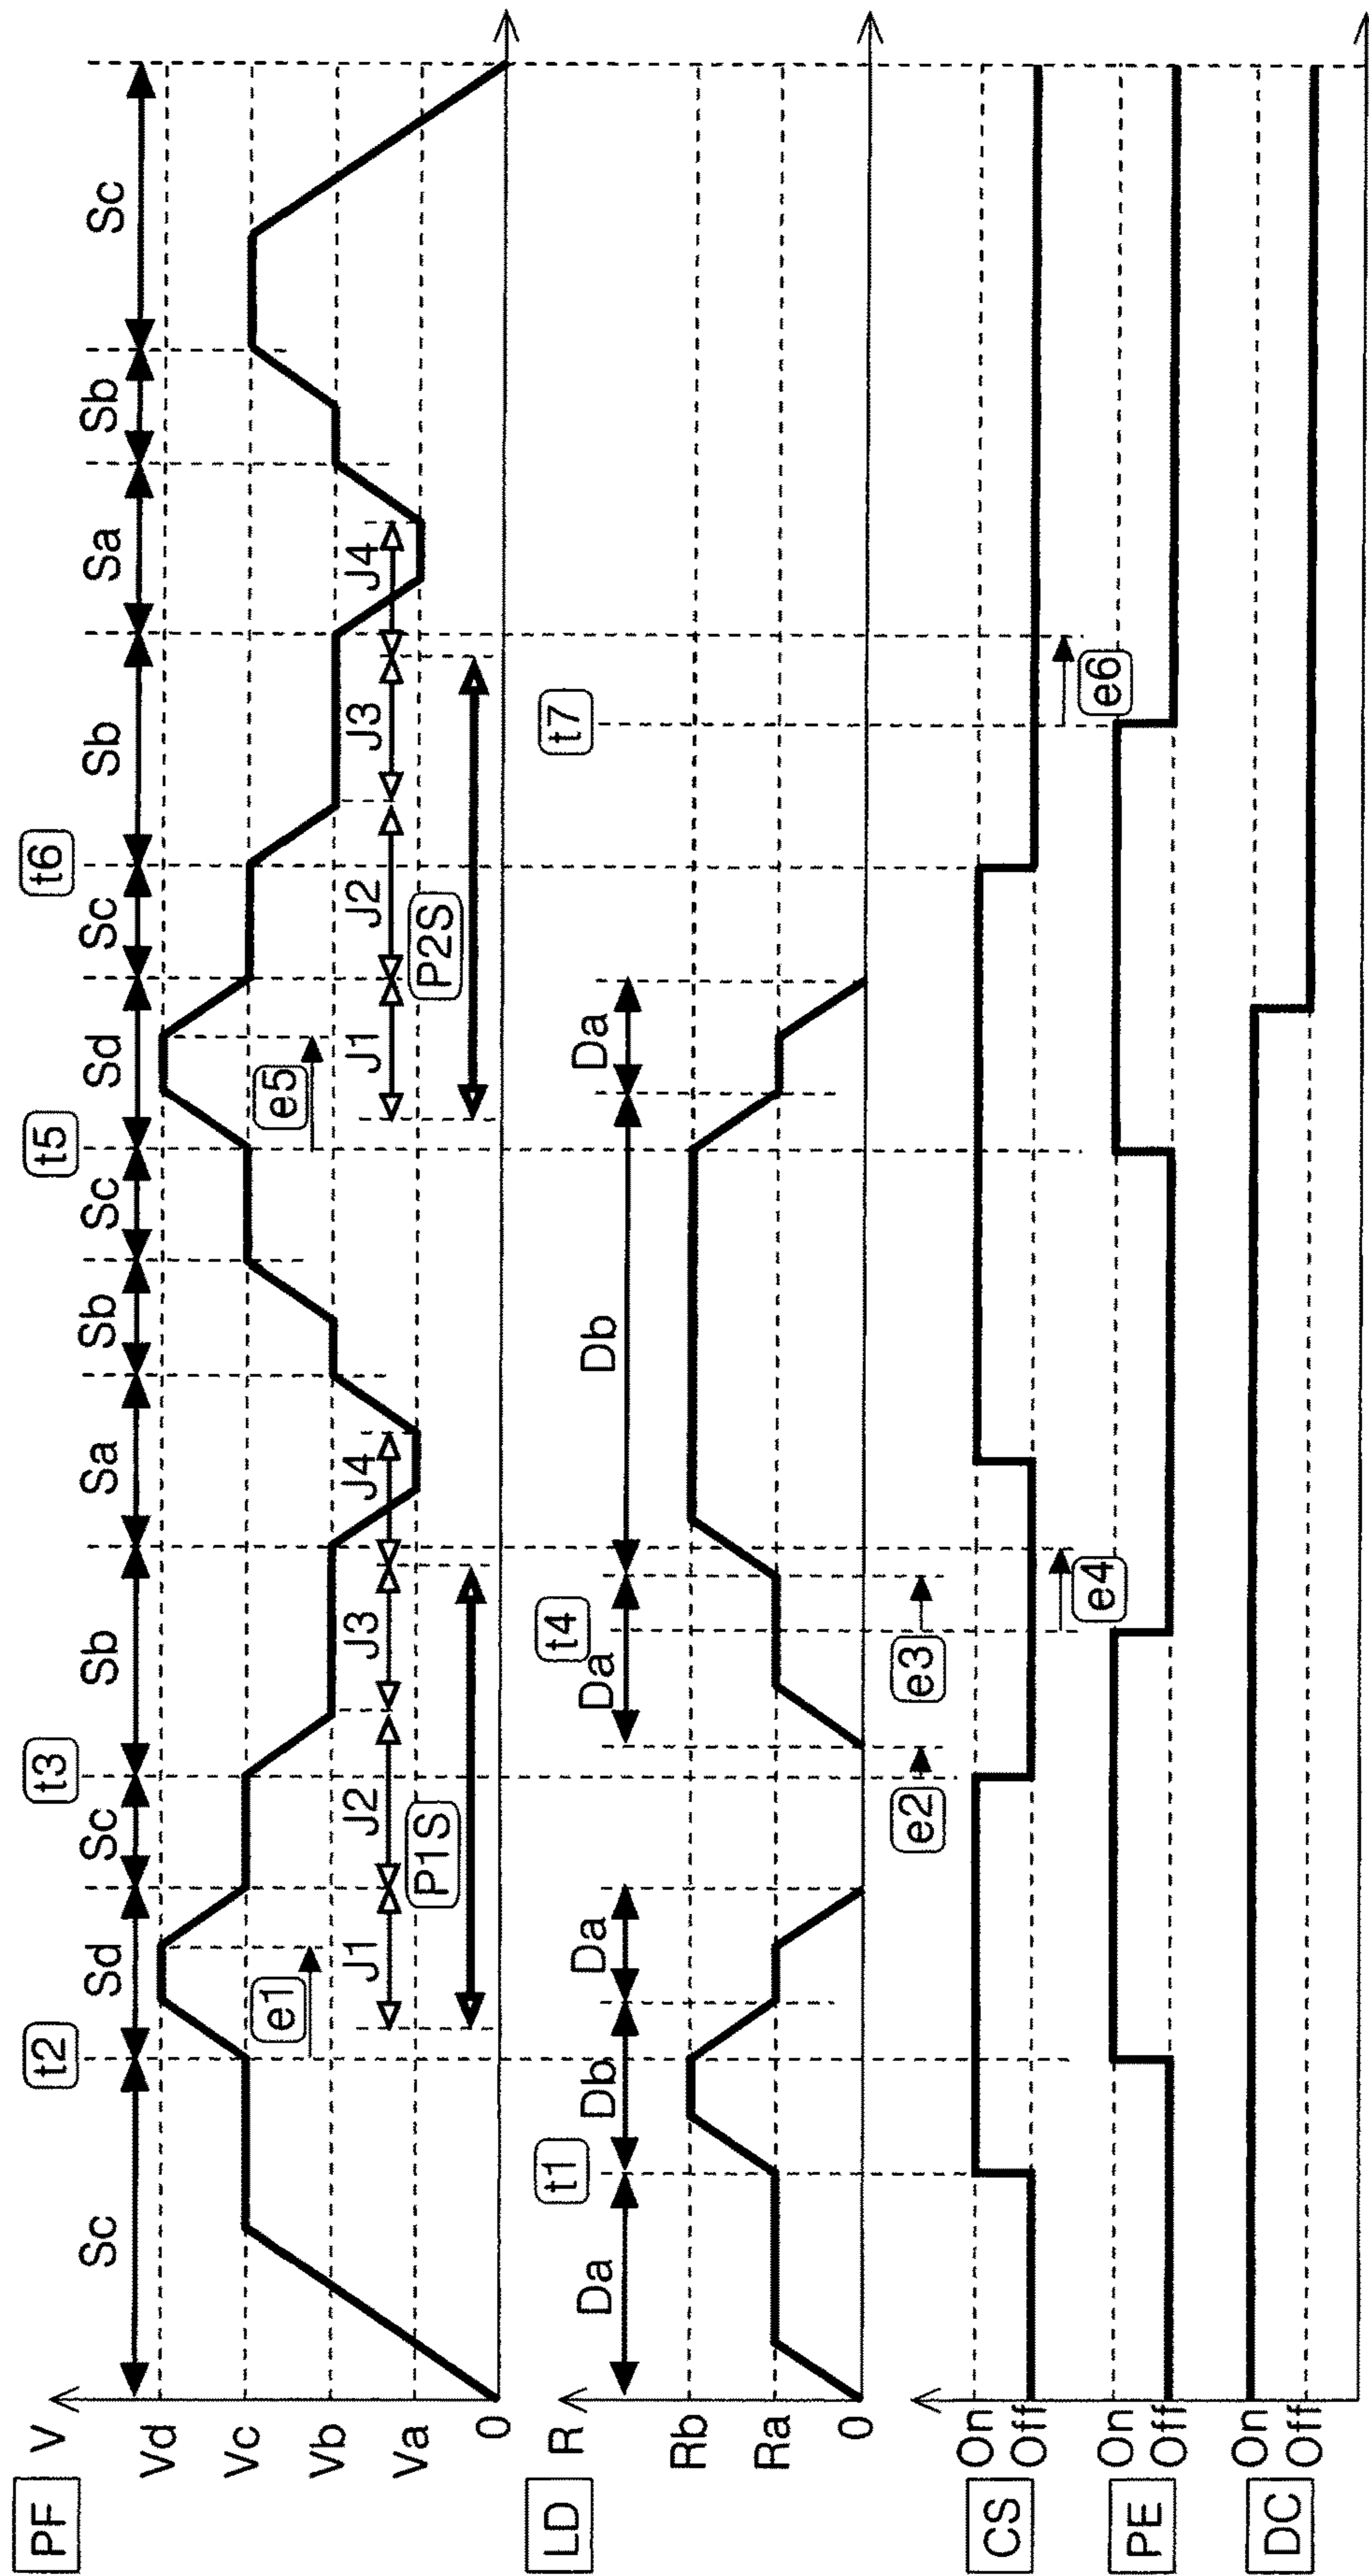 PF V
Sc Sd Sc Sb Sa Sb Sc Sd Sc Sb Sa Sb Sc
t2 t3 t5 t6
Vd
Vc
Vb
Va
0
e1 e5
J1 J2 J3 J4 J1 J2 J3 J4
P1S P2S
LD R
t1 t4 t7
Da Db Da Da Db Da
Rb
Ra
0
e2 e3
CS On
Off
e4 e6
PE On
Off
DC On
Off